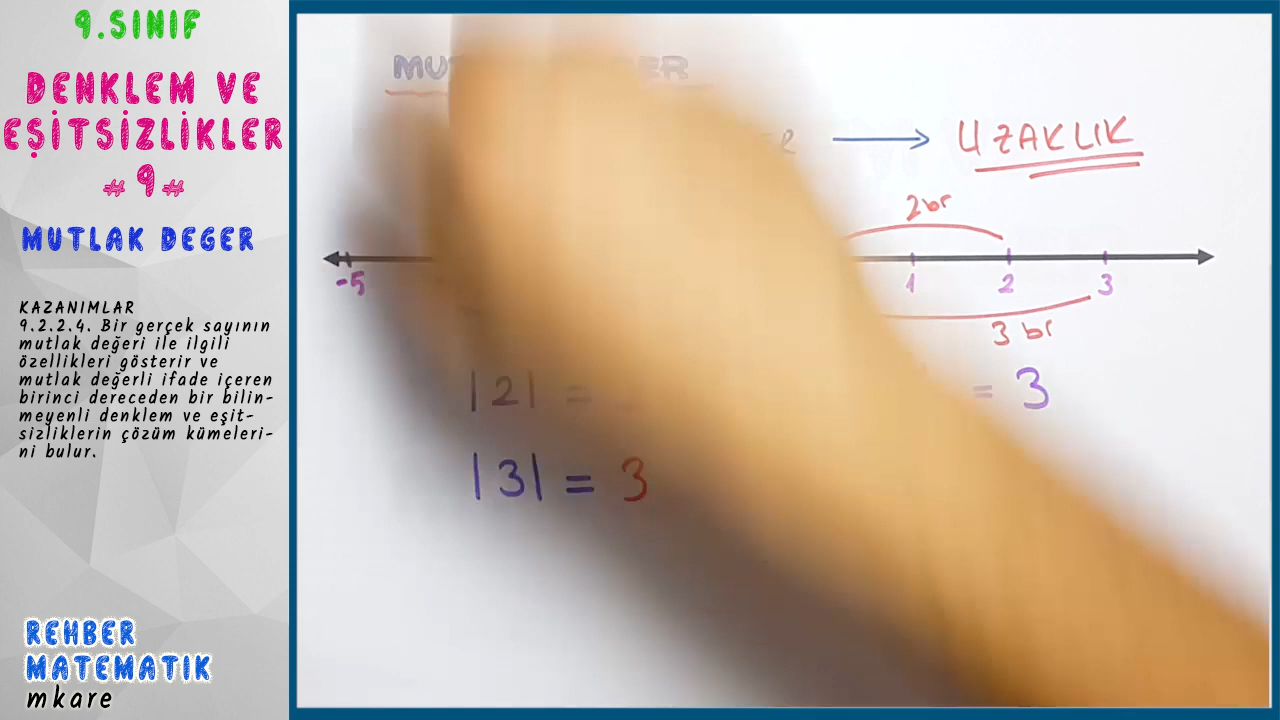 9.SINIF
DENKLEM VE
EŞİTSİZLİKLER
#9#
MUTLAK DEGER
KAZANIMLAR
9.2.2.4. Bir gerçek sayının
mutlak değeri ile ilgili
özellikleri gösterir ve
mutlak değerli ifade içeren
birinci dereceden bir bilin-
meyenli denklem ve eşit-
sizliklerin çözüm kümeleri-
ni bulur.
REHBER
MATEMATIK
mkare
UZAKLIK
2br
-5 1 2 3
3 br
|2| = = 3
|3| = 3